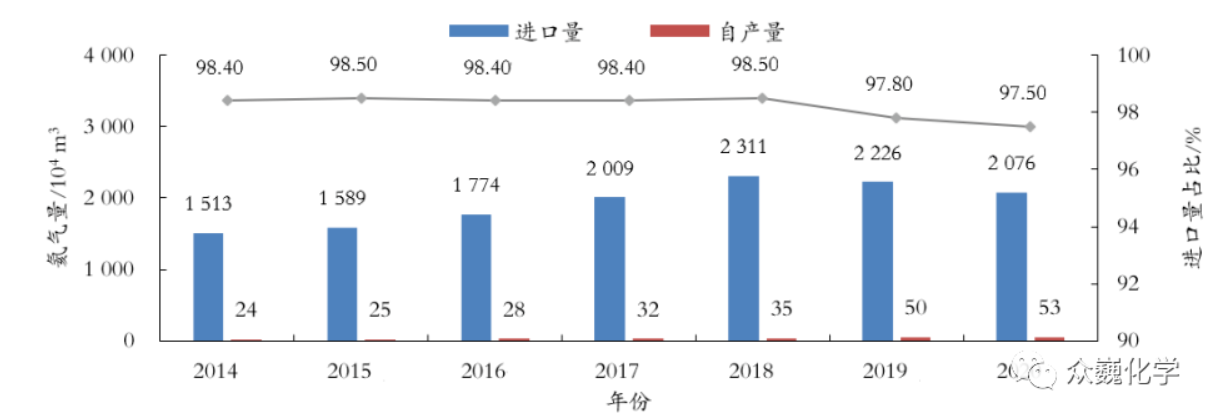 进口量 自产量
4 000 98.40 98.50 98.40 98.40 98.50 97.80 97.50 100
3 000 98
2 000 96
1 000 94
0 92
90
1 513 1 589 1 774 2 009 2 311 2 226 2 076
24 25 28 32 35 50 53
2014 2015 2016 2017 2018 2019
氦气量/10⁴ m³
进口量占比/%
年份
众巍化学